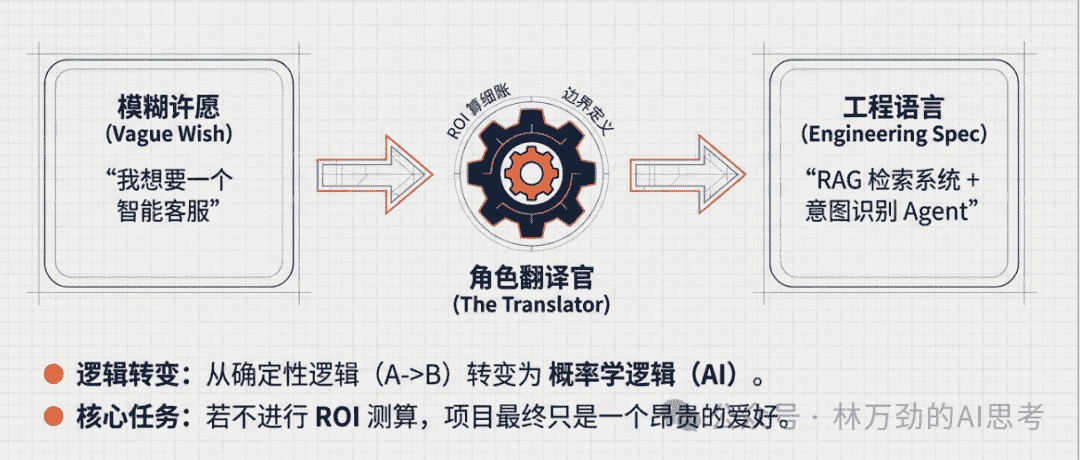 模糊许愿
(Vague Wish)
“我想要一个
智能客服”
ROI 算细账
边界定义
角色翻译官
(The Translator)
工程语言
(Engineering Spec)
“RAG 检索系统 +
意图识别 Agent”
逻辑转变：从确定性逻辑（A->B）转变为 概率学逻辑（AI）。
核心任务：若不进行 ROI 测算，项目最终只是一个昂贵的爱好。
公众号 · 林万劲的AI思考